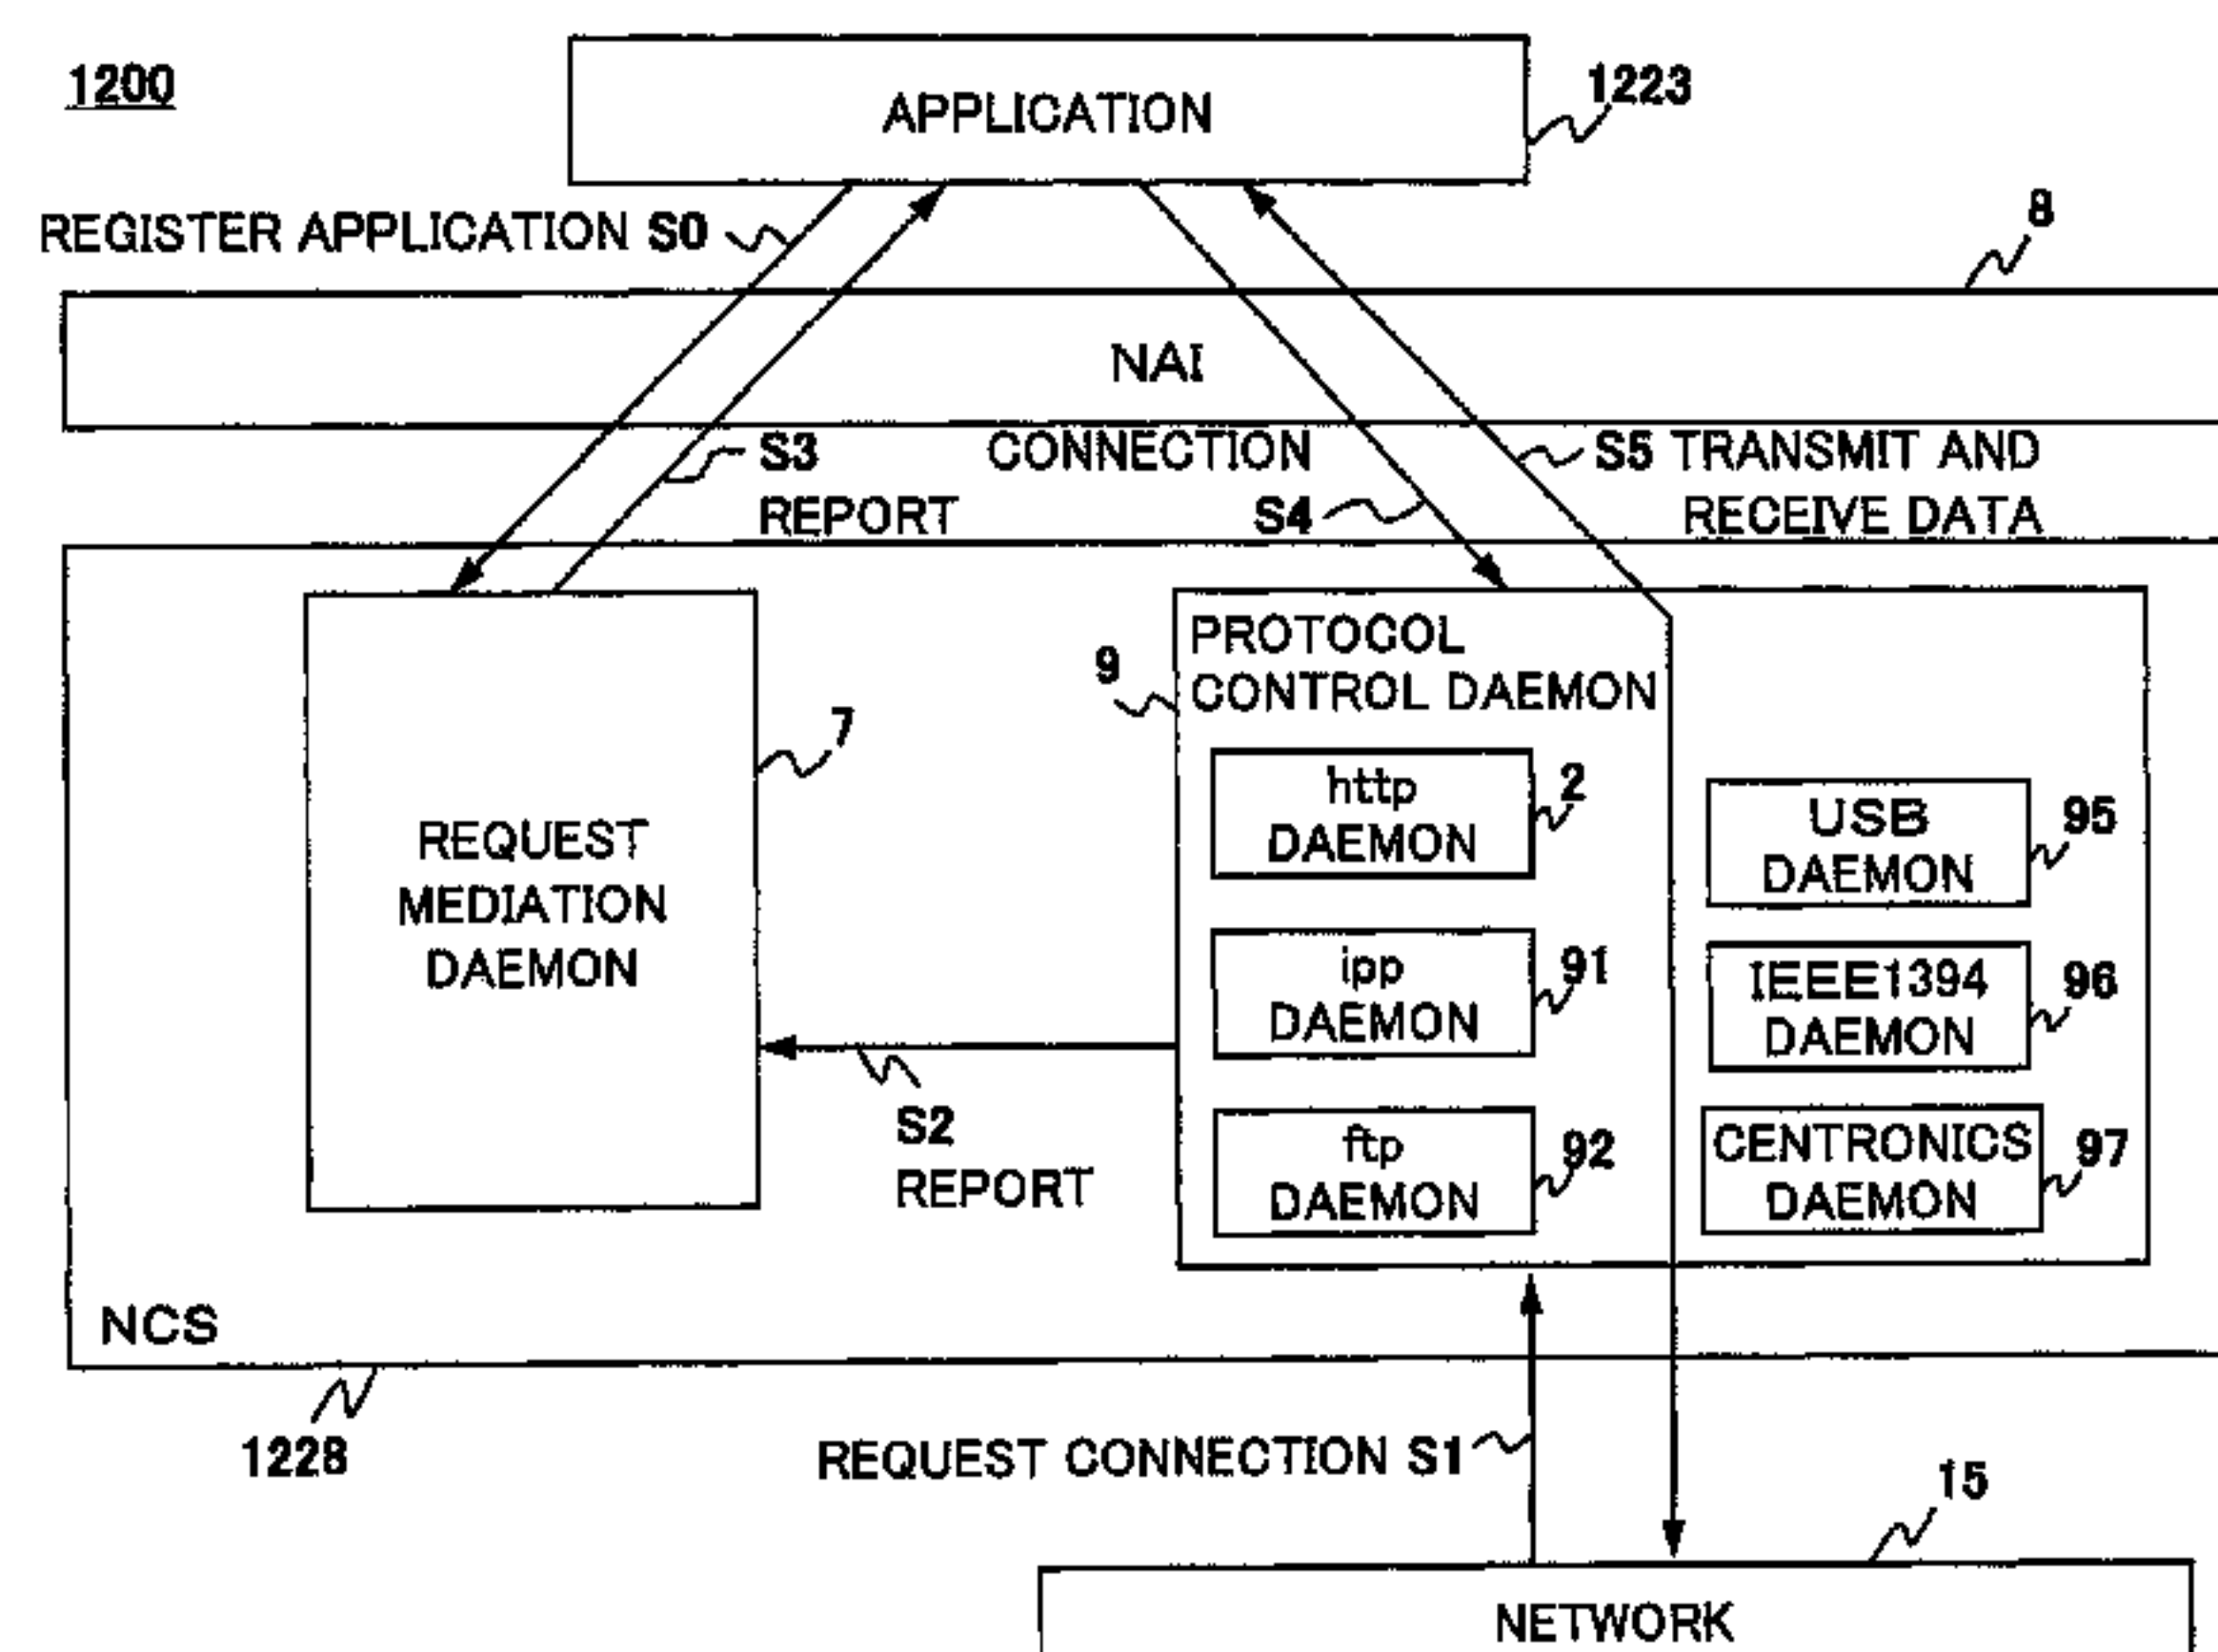 1200
APPLICATION
1223
REGISTER APPLICATION S0
8
NAI
S3
REPORT
CONNECTION
S4
S5 TRANSMIT AND
RECEIVE DATA
REQUEST
MEDIATION
DAEMON
7
9
PROTOCOL
CONTROL DAEMON
http
DAEMON
2
ipp
DAEMON
91
ftp
DAEMON
92
USB
DAEMON
95
IEEE1394
DAEMON
96
CENTRONICS
DAEMON
97
S2
REPORT
NCS
1228
REQUEST CONNECTION S1
15
NETWORK